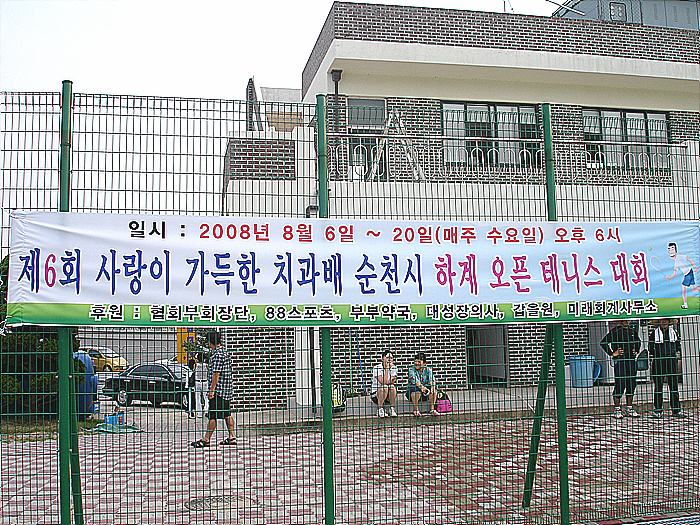 일시 : 2008년 8월 6일 ~ 20일(매주 수요일) 오후 6시
제6회 사랑이 가득한 치과배 순천시 하계 오픈 테니스 대회
후원 : 협회부회장단, 88스포츠, 부부약국, 대성장의사, 갑을원, 미래회계사무소